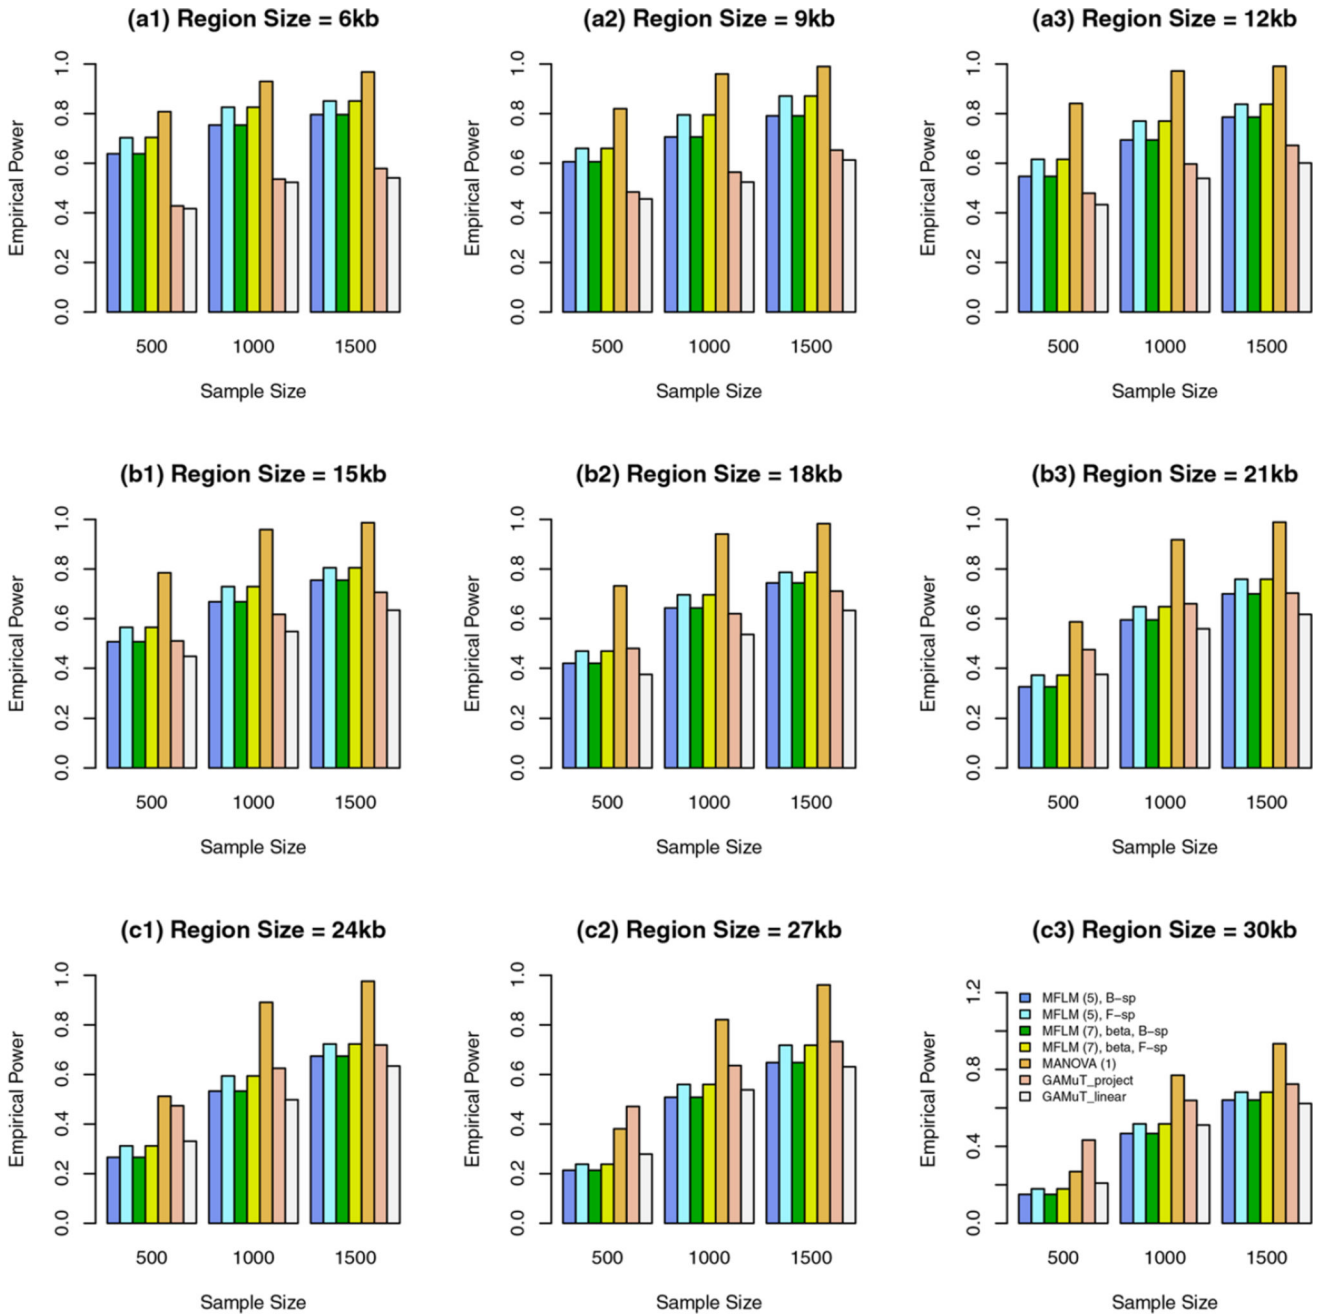 (a1) Region Size = 6kb
Empirical Power
0.0 0.2 0.4 0.6 0.8 1.0
500 1000 1500
Sample Size
(a2) Region Size = 9kb
Empirical Power
0.0 0.2 0.4 0.6 0.8 1.0
500 1000 1500
Sample Size
(a3) Region Size = 12kb
Empirical Power
0.0 0.2 0.4 0.6 0.8 1.0
500 1000 1500
Sample Size
(b1) Region Size = 15kb
Empirical Power
0.0 0.2 0.4 0.6 0.8 1.0
500 1000 1500
Sample Size
(b2) Region Size = 18kb
Empirical Power
0.0 0.2 0.4 0.6 0.8 1.0
500 1000 1500
Sample Size
(b3) Region Size = 21kb
Empirical Power
0.0 0.2 0.4 0.6 0.8 1.0
500 1000 1500
Sample Size
(c1) Region Size = 24kb
Empirical Power
0.0 0.2 0.4 0.6 0.8 1.0
500 1000 1500
Sample Size
(c2) Region Size = 27kb
Empirical Power
0.0 0.2 0.4 0.6 0.8 1.0
500 1000 1500
Sample Size
(c3) Region Size = 30kb
Empirical Power
0.0 0.4 0.8 1.2
MFLM (5), B−sp
MFLM (5), F−sp
MFLM (7), beta, B−sp
MFLM (7), beta, F−sp
MANOVA (1)
GAMuT_project
GAMuT_linear
500 1000 1500
Sample Size